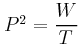 P² = W/T